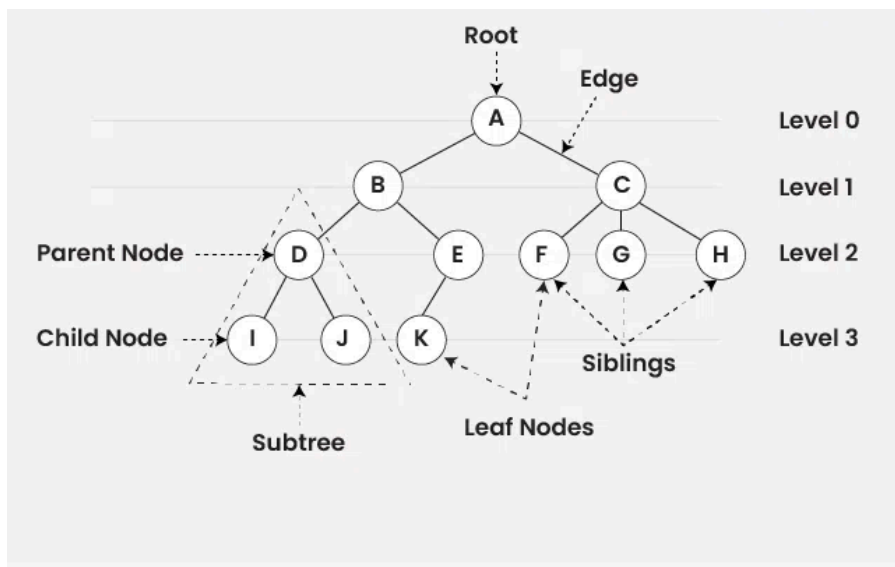 Root
Edge
A
Level 0
B
C
Level 1
Parent Node
D
E
F
G
H
Level 2
Child Node
I
J
K
Level 3
Siblings
Leaf Nodes
Subtree